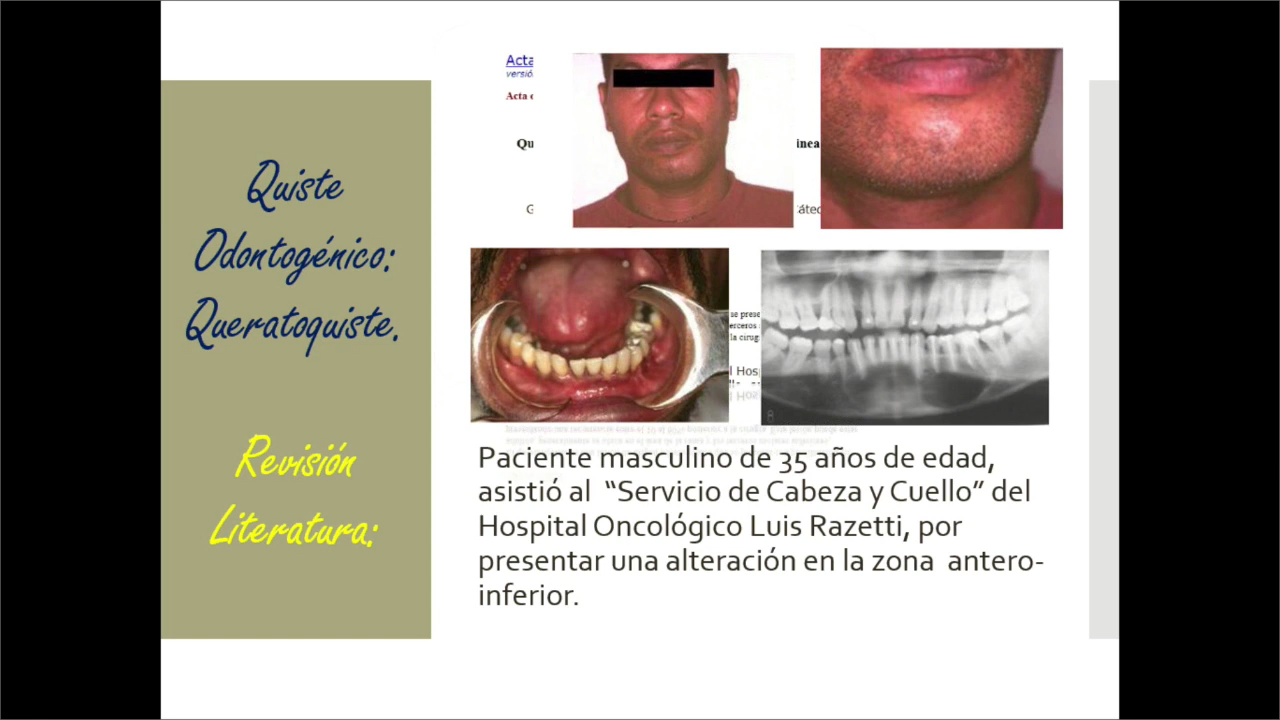 Quiste
Odontogénico:
Queratoquiste.
Revisión
Literatura:
Acta
Acta
Paciente masculino de 35 años de edad,
asistió al “Servicio de Cabeza y Cuello” del
Hospital Oncológico Luis Razetti, por
presentar una alteración en la zona antero-
inferior.